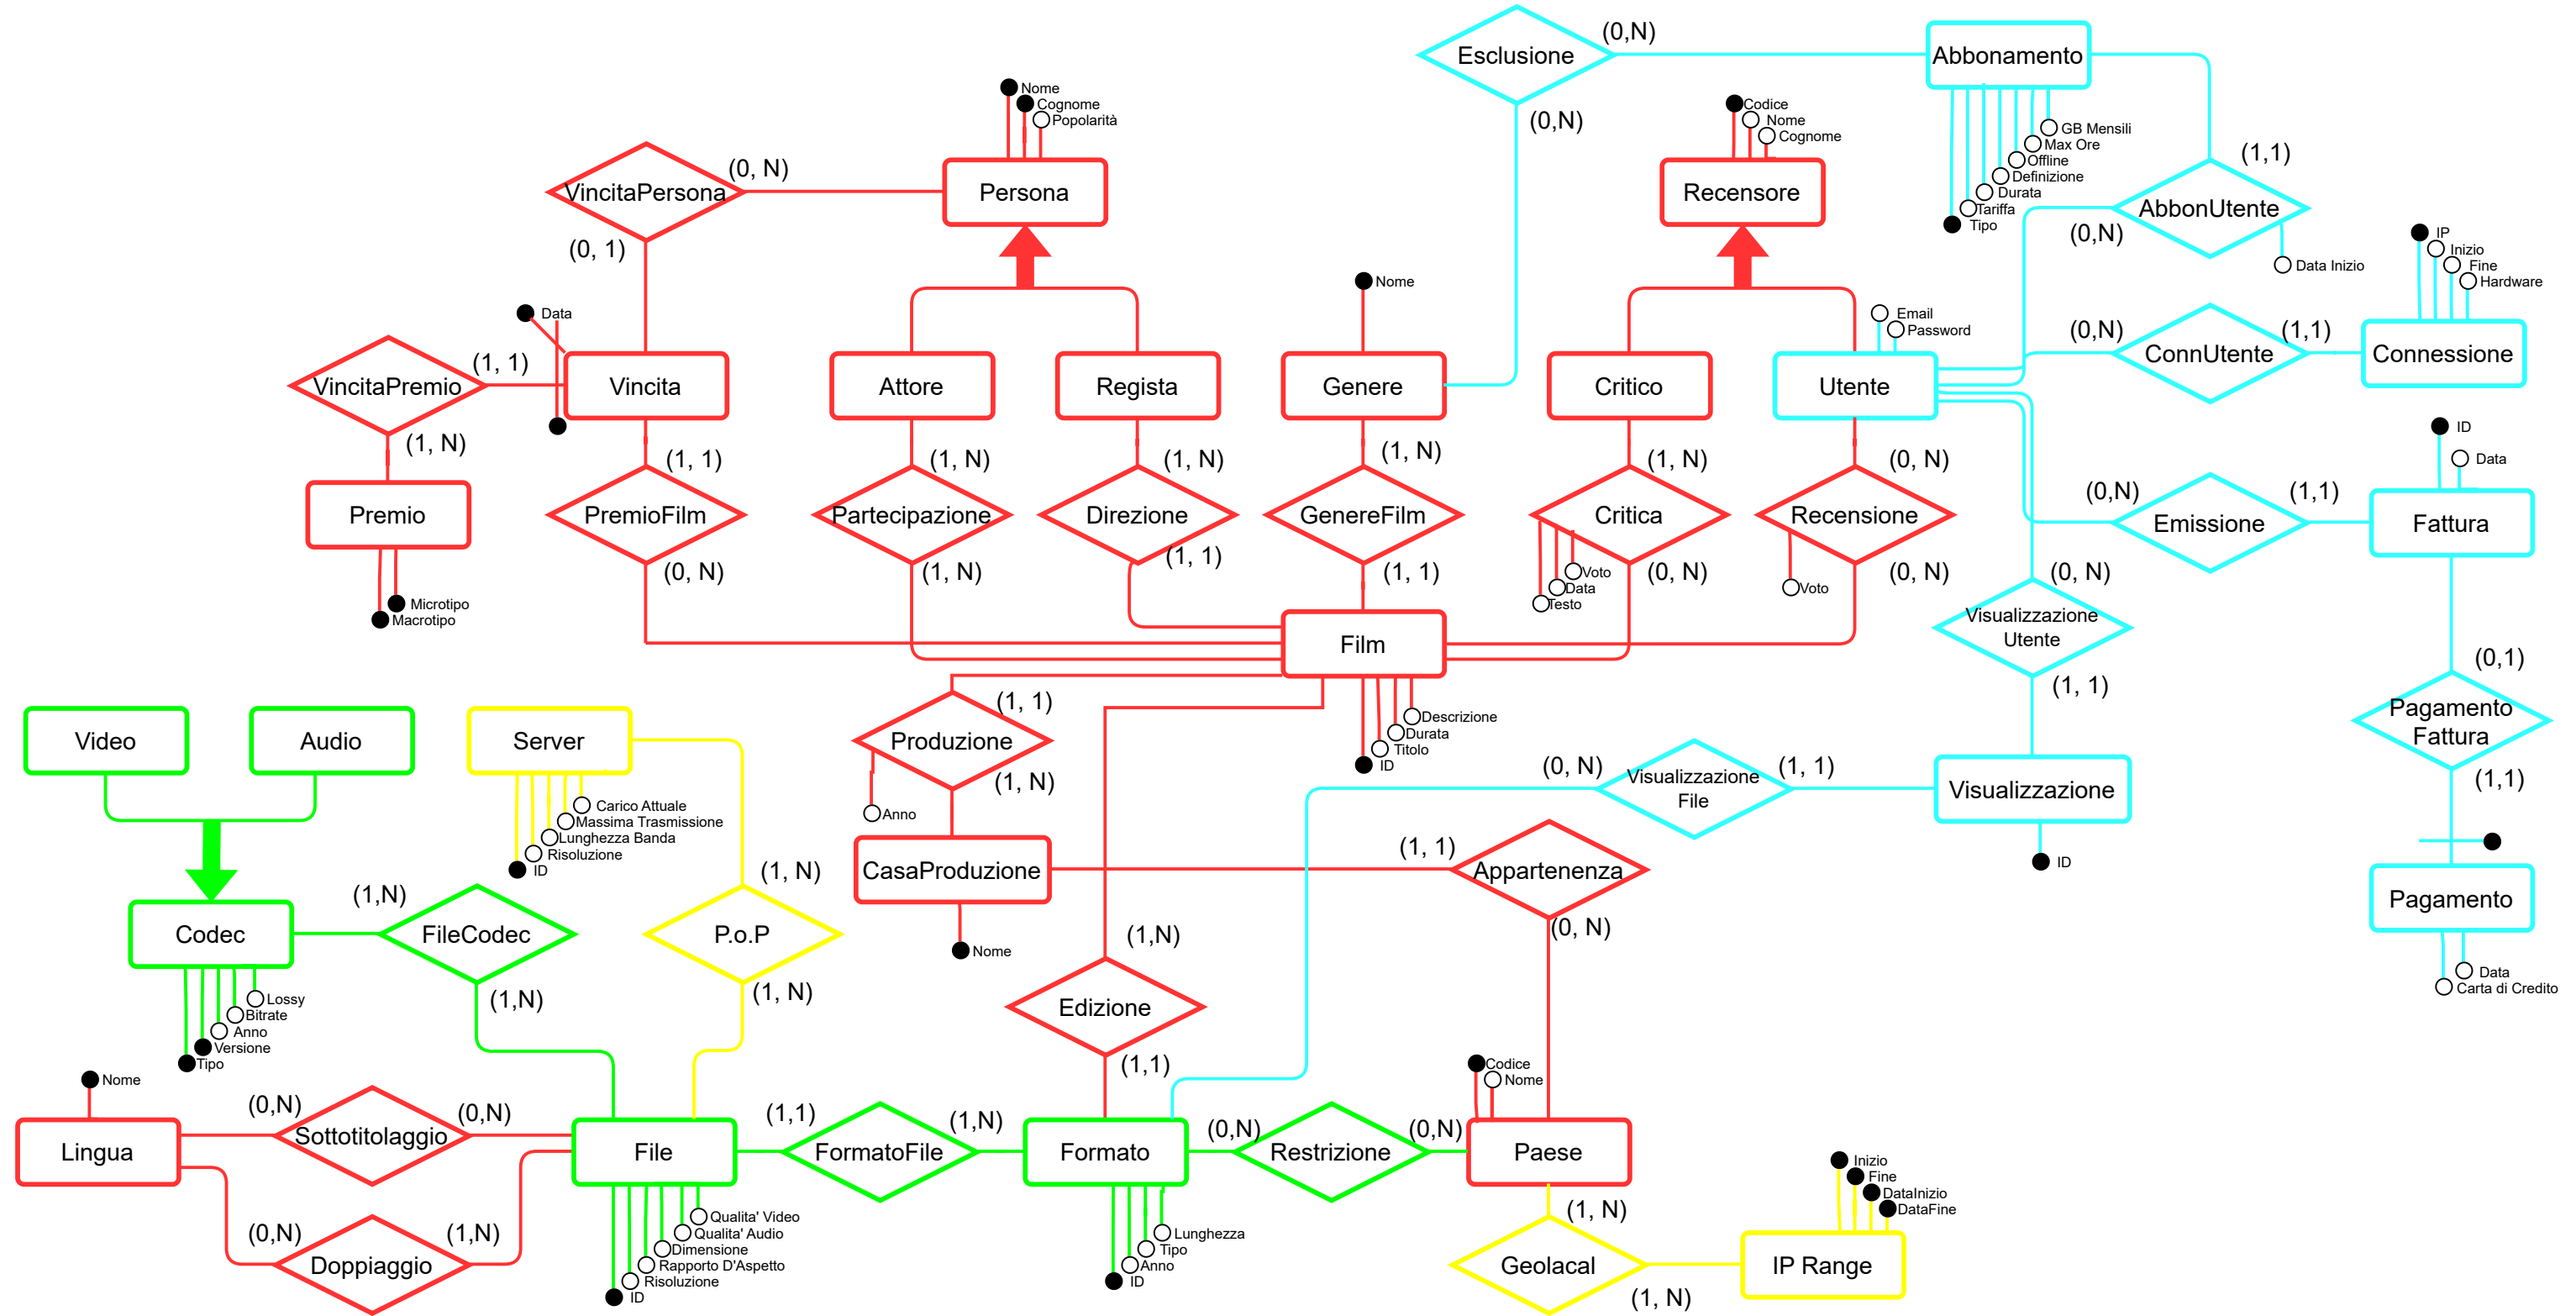 Esclusione
(0,N)
(0,N)
Abbonamento
GB Mensili
Max Ore
Offline
Definizione
Durata
Tariffa
Tipo
(1,1)
AbbonUtente
(0,N)
Data Inizio
Nome
Cognome
Popolarità
Persona
VincitaPersona
(0, N)
(0, 1)
Codice
Nome
Cognome
Recensore
IP
Inizio
Fine
Hardware
Connessione
(0,N)
ConnUtente
(1,1)
Data
VincitaPremio
(1, 1)
(1, N)
Vincita
Attore
Regista
Nome
Genere
Critico
Email
Password
Utente
Premio
Microtipo
Macrotipo
(1, 1)
PremioFilm
(0, N)
(1, N)
Partecipazione
(1, N)
(1, N)
Direzione
(1, 1)
(1, N)
GenereFilm
(1, 1)
(1, N)
Critica
(0, N)
Voto
Data
Testo
(0, N)
Recensione
(0, N)
Voto
ID
Data
(0,N)
Emissione
(1,1)
Fattura
(0, N)
Visualizzazione
Utente
(1, 1)
(0,1)
Pagamento
Fattura
(1,1)
Pagamento
Data
Carta di Credito
Film
Descrizione
Durata
Titolo
ID
(1, 1)
Produzione
(1, N)
Anno
CasaProduzione
Nome
(0, N)
Visualizzazione
File
(1, 1)
Visualizzazione
ID
(1, 1)
Appartenenza
(0, N)
Video
Audio
Server
Carico Attuale
Massima Trasmissione
Lunghezza Banda
Risoluzione
ID
(1, N)
P.o.P
(1, N)
Codec
(1,N)
FileCodec
(1,N)
Lossy
Bitrate
Anno
Versione
Tipo
(1,N)
Edizione
(1,1)
Nome
Lingua
(0,N)
Sottotitolaggio
(0,N)
(0,N)
Doppiaggio
(1,N)
File
Qualita' Video
Qualita' Audio
Dimensione
Rapporto D'Aspetto
Risoluzione
ID
(1,1)
FormatoFile
(1,N)
Formato
Lunghezza
Tipo
Anno
ID
(0,N)
Restrizione
(0,N)
Codice
Nome
Paese
(1, N)
Geolacal
(1, N)
Inizio
Fine
DataInizio
DataFine
IP Range